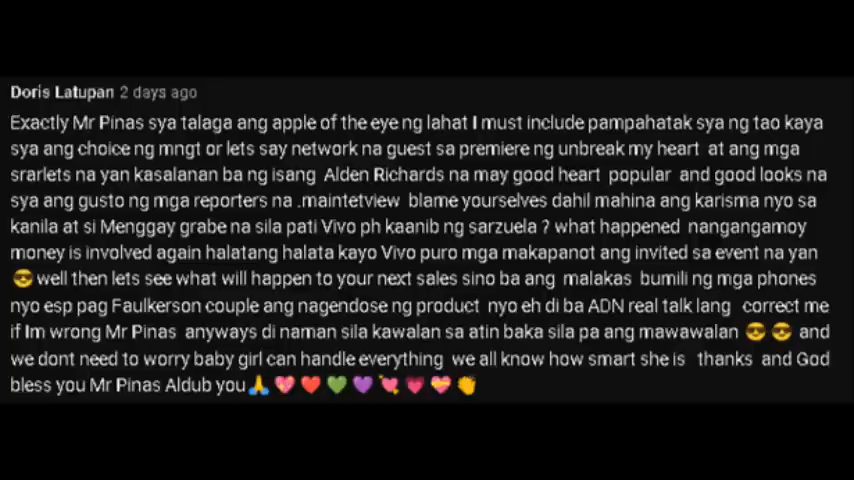 Doris Latupan 2 days ago
Exactly Mr Pinas sya talaga ang apple of the eye ng lahat I must include pampahatak sya ng tao kaya
sya ang choice ng mngt or lets say network na guest sa premiere ng unbreak my heart at ang mga
srarlets na yan kasalanan ba ng isang Alden Richards na may good heart popular and good looks na
sya ang gusto ng mga reporters na .maintetview blame yourselves dahil mahina ang karisma nyo sa
kanila at si Menggay grabe na sila pati Vivo ph kaanib ng sarzuela ? what happened nangangamoy
money is involved again halatang halata kayo Vivo puro mga makapanot ang invited sa event na yan
😎well then lets see what will happen to your next sales sino ba ang malakas bumili ng mga phones
nyo esp pag Faulkerson couple ang nagendose ng product nyo eh di ba ADN real talk lang correct me
if Im wrong Mr Pinas anyways di naman sila kawalan sa atin baka sila pa ang mawawalan 😎😎 and
we dont need to worry baby girl can handle everything we all know how smart she is thanks and God
bless you Mr Pinas Aldub you🙏💖❤️💚💜💘💗💝👏